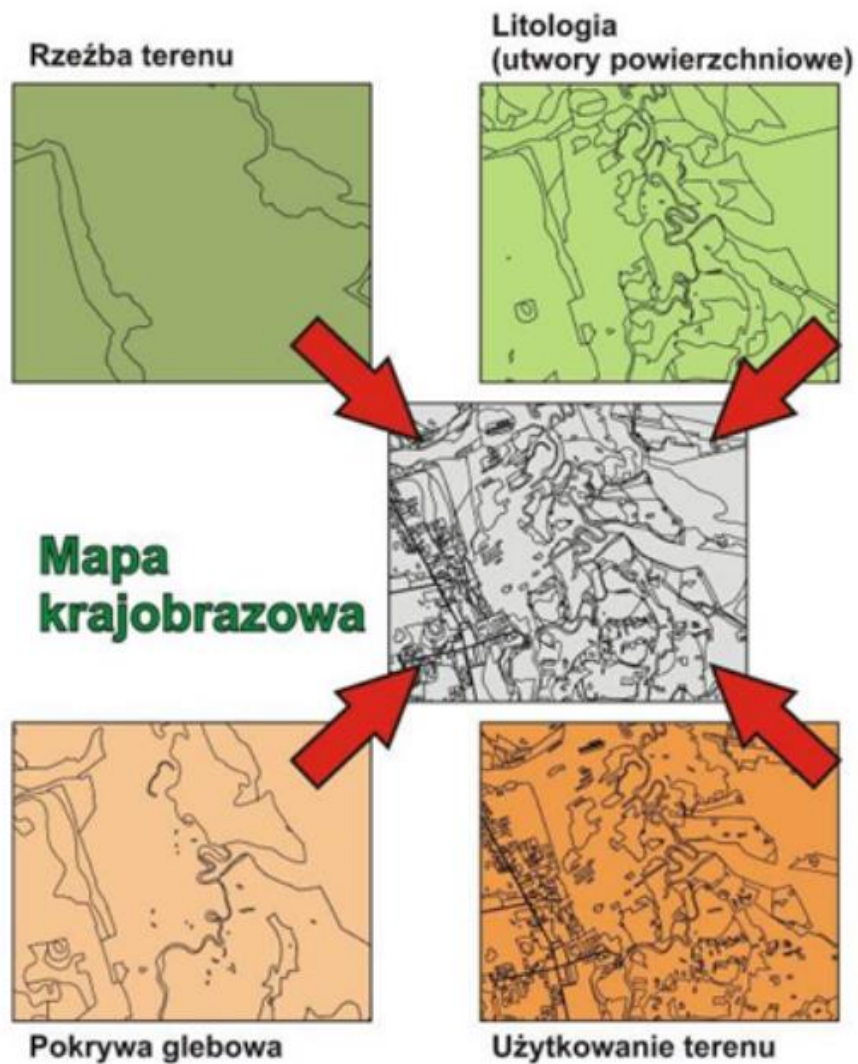 Rzeźba terenu
Litologia
(utwory powierzchniowe)
Mapa
krajobrazowa
Pokrywa glebowa
Użytkowanie terenu